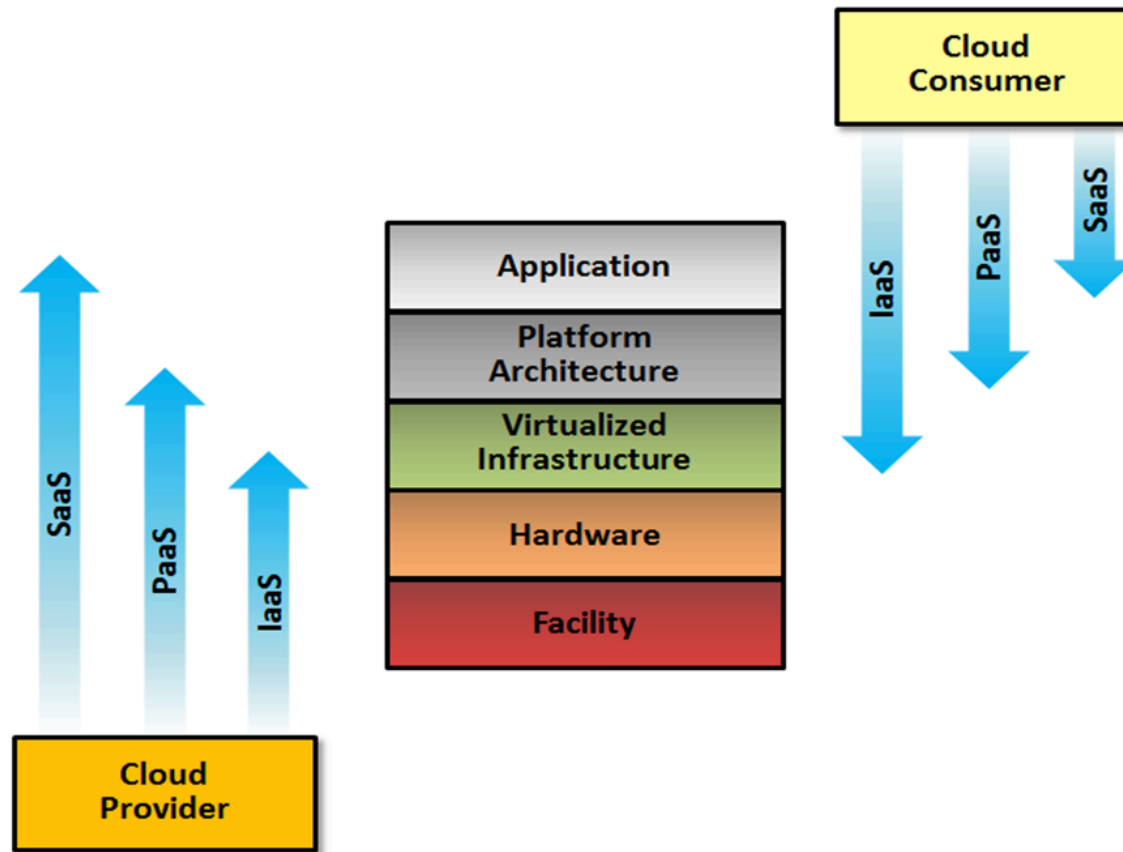 Cloud
Consumer
IaaS
PaaS
SaaS
Application
Platform
Architecture
Virtualized
Infrastructure
Hardware
Facility
SaaS
PaaS
IaaS
Cloud
Provider